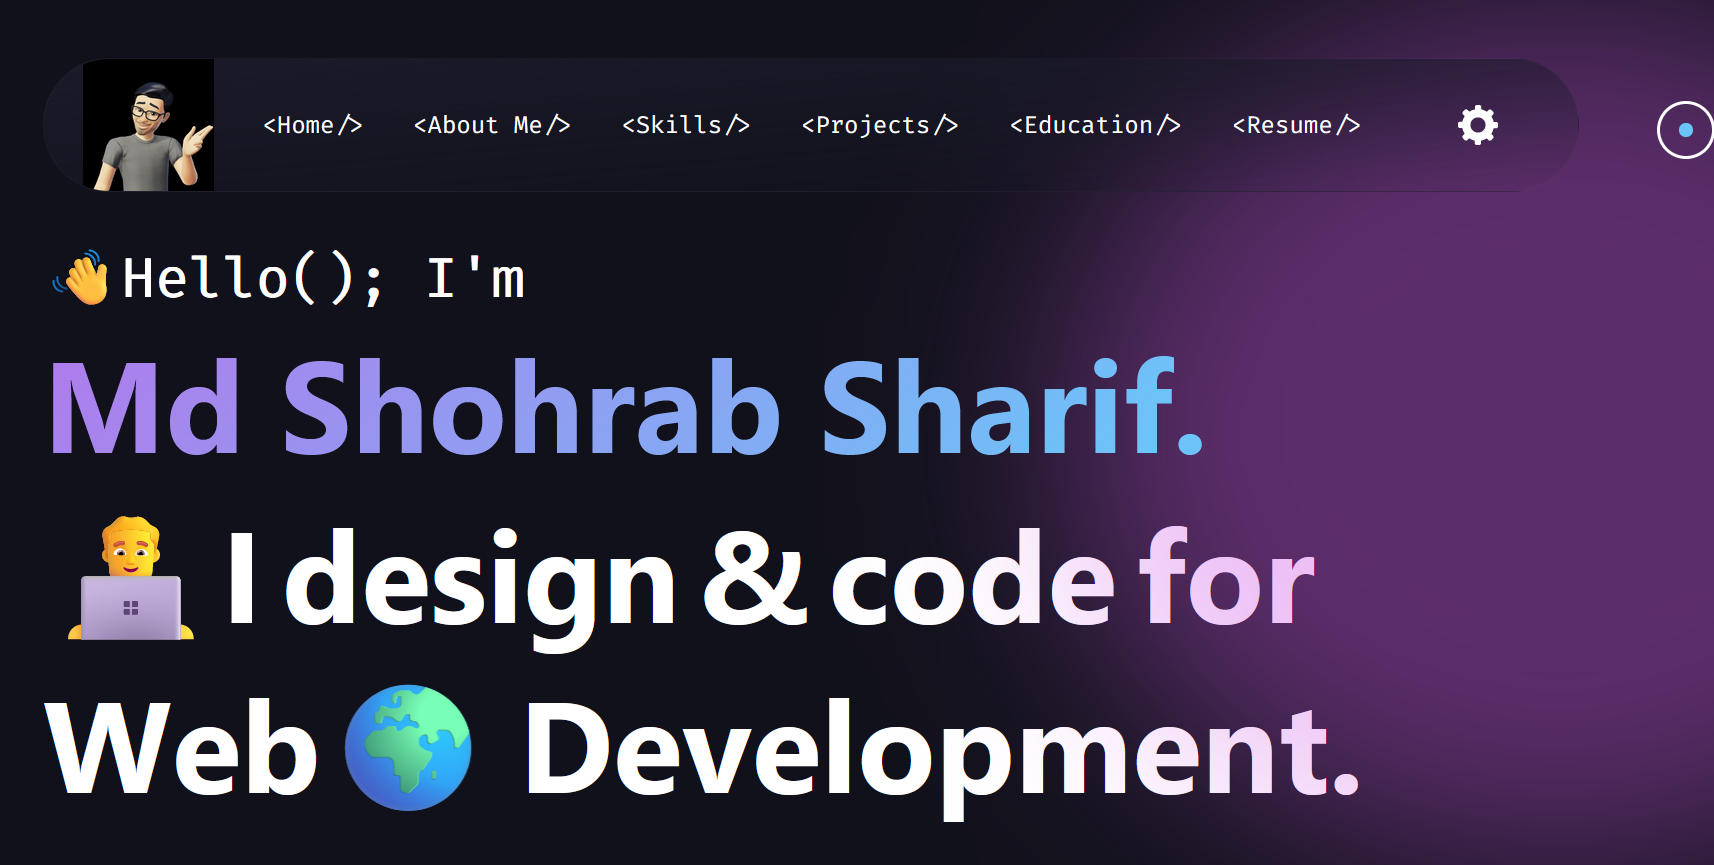 <Home/> <About Me/> <Skills/> <Projects/> <Education/> <Resume/>
👋Hello(); I'm
Md Shohrab Sharif.
I design & code for
Web Development.